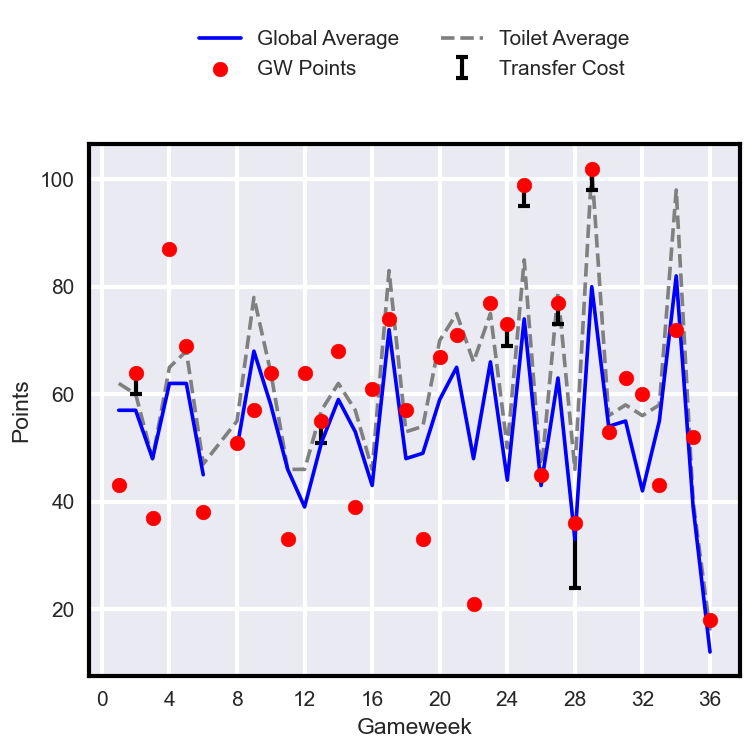 Global Average
Toilet Average
GW Points
Transfer Cost
100
80
60
40
20
Points
0 4 8 12 16 20 24 28 32 36
Gameweek